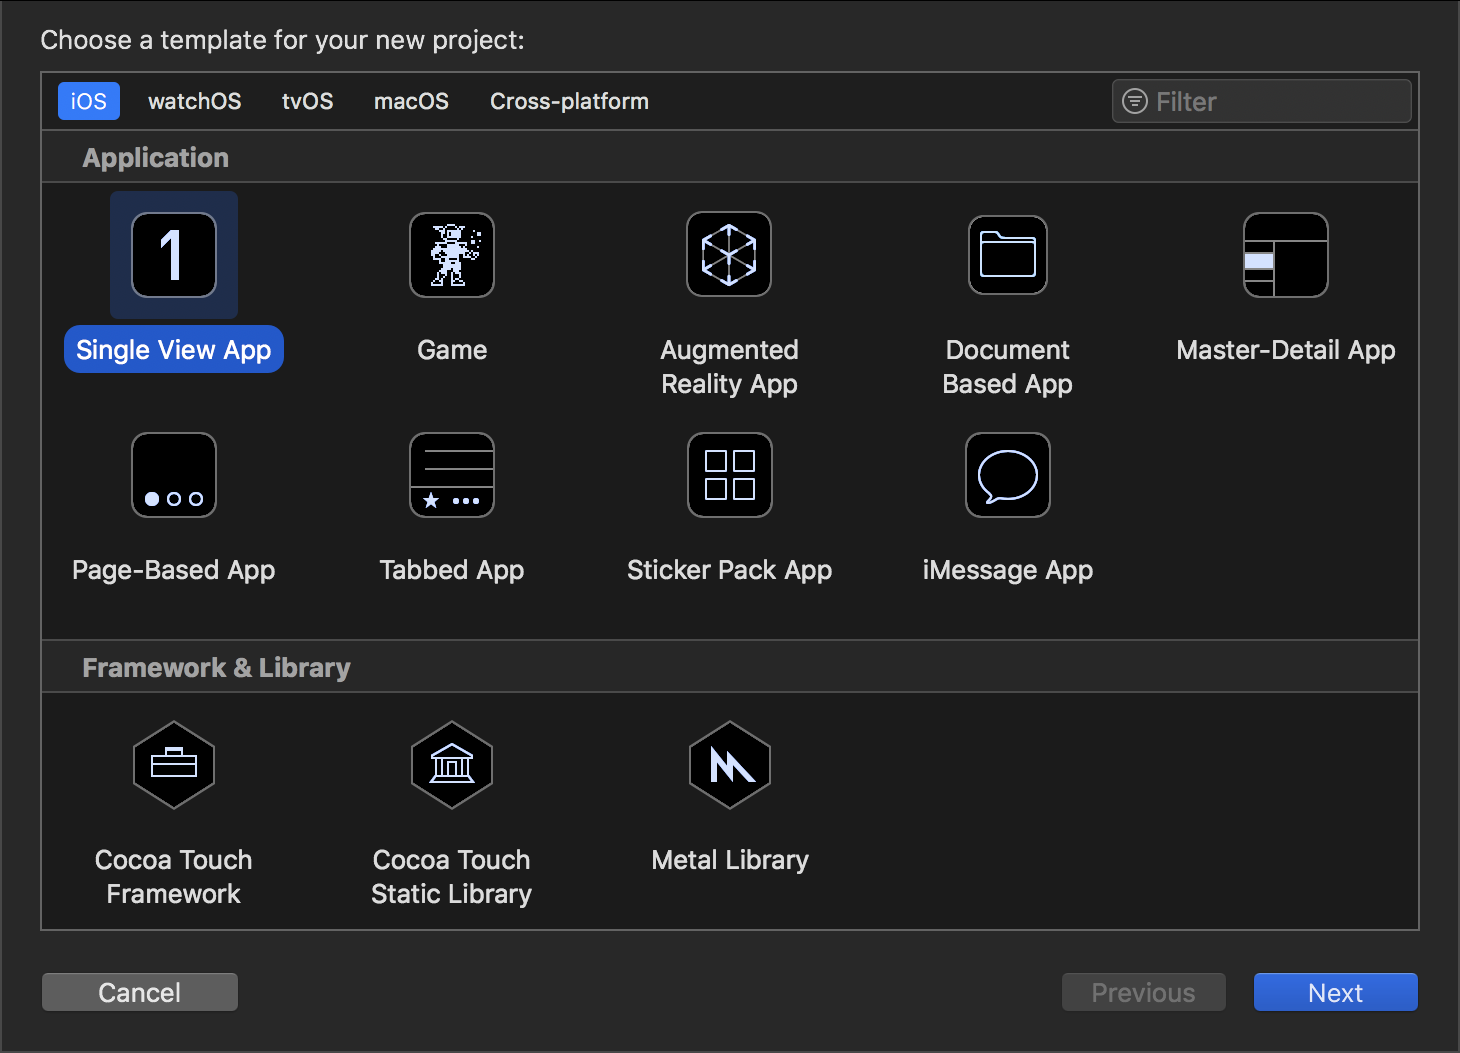 Choose a template for your new project:
iOS watchOS tvOS macOS Cross-platform Filter
Application
1
Single View App Game Augmented Document Master-Detail App
Reality App Based App
Page-Based App Tabbed App Sticker Pack App iMessage App
Framework & Library
Cocoa Touch Cocoa Touch Metal Library
Framework Static Library
Cancel Previous Next